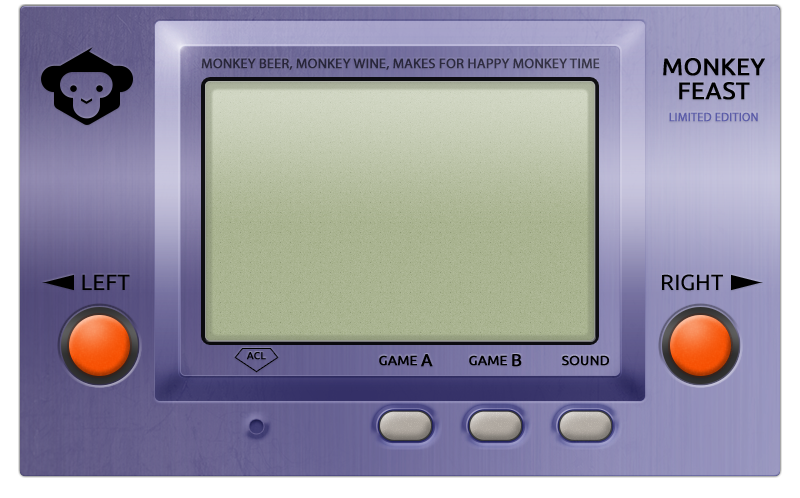 MONKEY BEER, MONKEY WINE, MAKES FOR HAPPY MONKEY TIME
MONKEY
FEAST
LIMITED EDITION
LEFT
RIGHT
ACL
GAME A
GAME B
SOUND